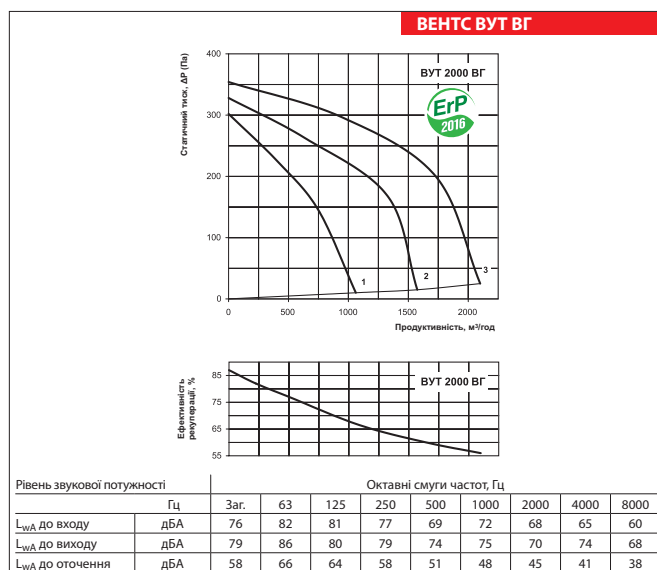 ВЕНТС ВУТ ВГ
Статичний тиск, ΔP (Па)
400
300
200
100
0
ВУТ 2000 ВГ
ErP
2016
1
2
3
0
500
1000
1500
2000
Продуктивність, м³/год
Ефективність
рекуперації, %
85
75
65
55
ВУТ 2000 ВГ
Рівень звукової потужності Октавні смуги частот, Гц
Гц Заг. 63 125 250 500 1000 2000 4000 8000
LwA до входу дБА 76 82 81 77 69 72 68 65 60
LwA до виходу дБА 79 86 80 79 74 75 70 74 68
LwA до оточення дБА 58 66 64 58 51 48 45 41 38